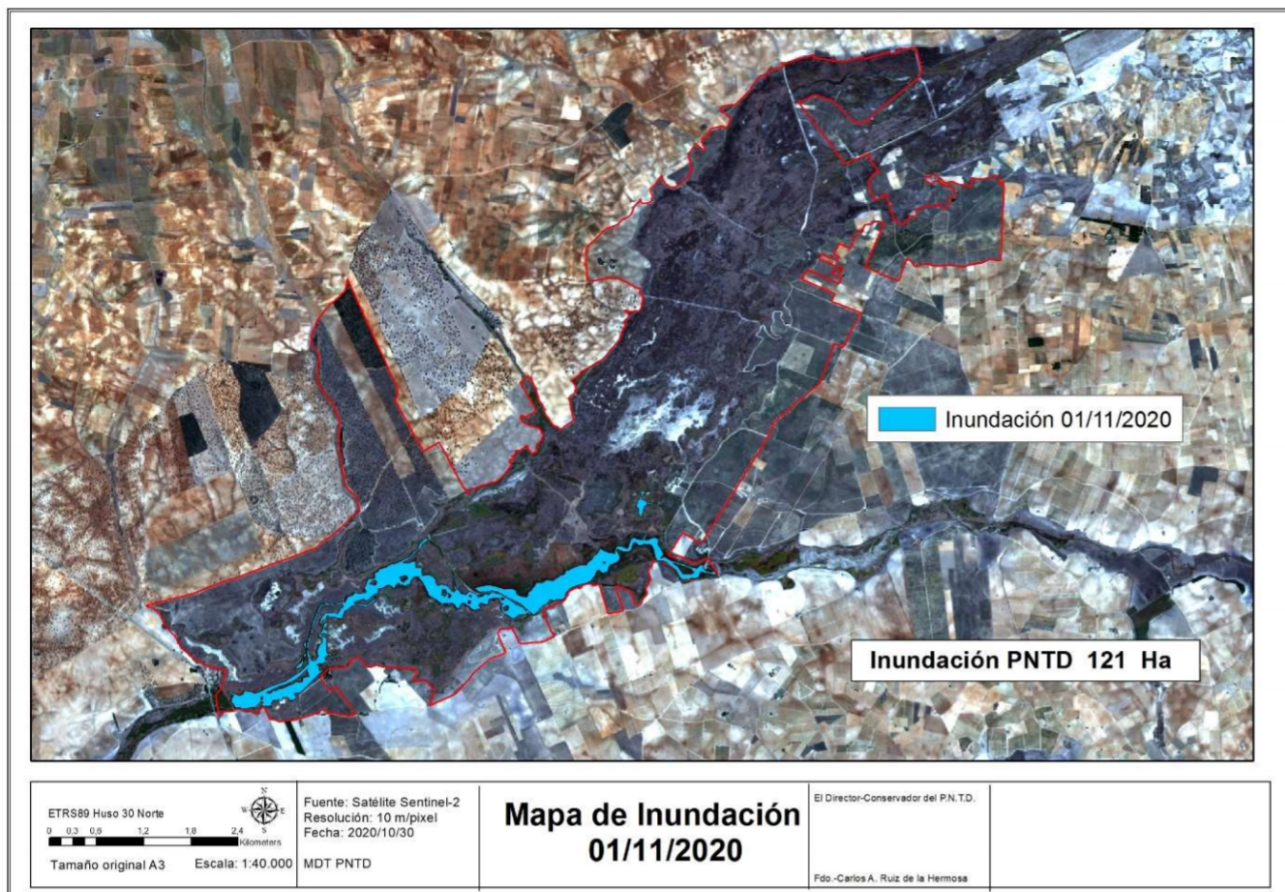 Inundación 01/11/2020
Inundación PNTD 121 Ha
ETRS89 Huso 30 Norte
N
W E
S
0 0,3 0,6 1,2 1,8 2,4
Kilometers
Tamaño original A3 Escala: 1:40.000
Fuente: Satélite Sentinel-2
Resolución: 10 m/pixel
Fecha: 2020/10/30
MDT PNTD
Mapa de Inundación
01/11/2020
El Director-Conservador del P.N.T.D.
Fdo.-Carlos A. Ruiz de la Hermosa